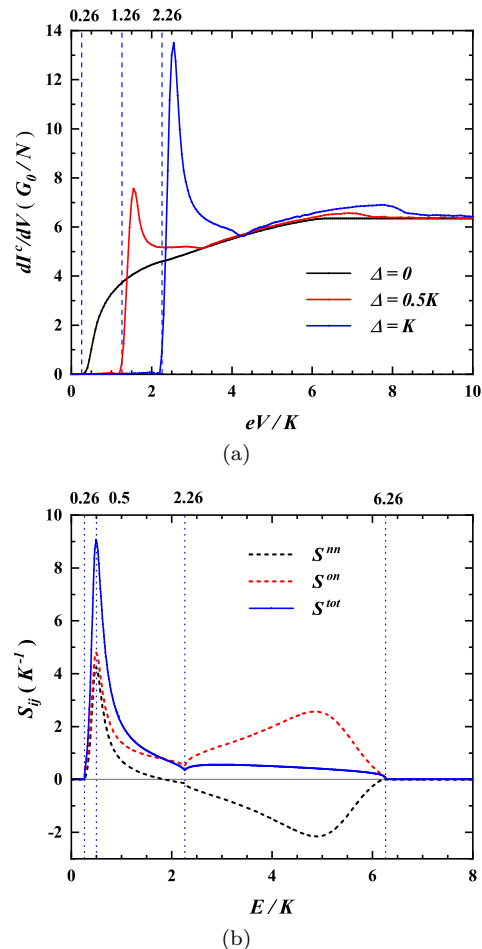 0.26 1.26 2.26
14
12
10
8
6
4
2
0
dI^c/dV ( G_0 / N )
Δ = 0
Δ = 0.5K
Δ = K
0 2 4 6 8 10
eV / K
(a)
0.26 0.5 2.26 6.26
10
8
6
4
2
0
-2
S_ij ( K^-1 )
S^nn
S^on
S^tot
0 2 4 6 8
E / K
(b)